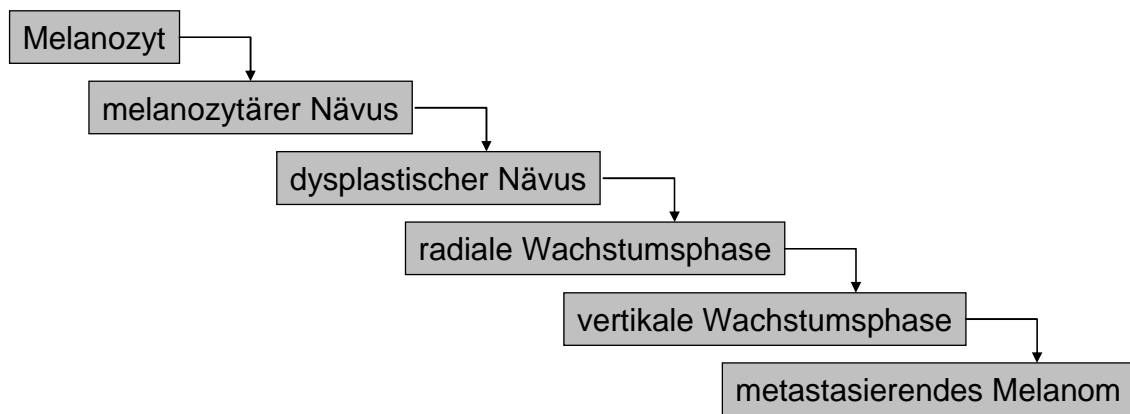 Melanozyt
melanozytärer Nävus
dysplastischer Nävus
radiale Wachstumsphase
vertikale Wachstumsphase
metastasierendes Melanom